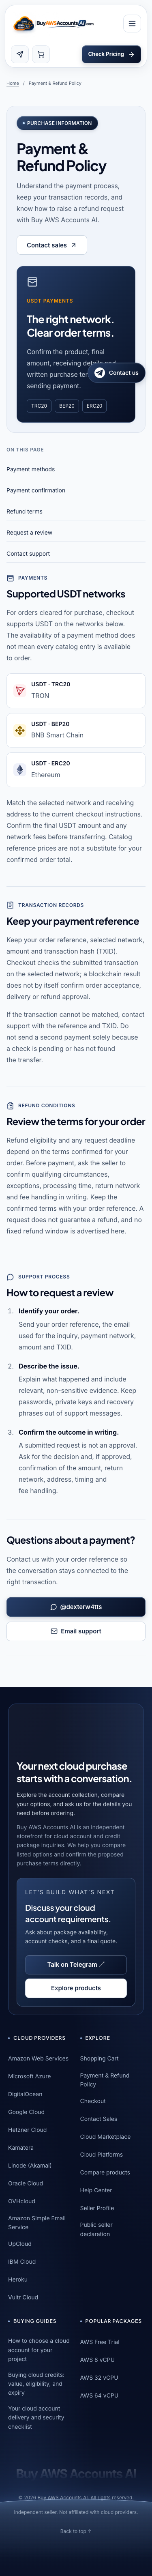 BuyAWSAccountsAI.com
Check Pricing →
Home / Payment & Refund Policy
• PURCHASE INFORMATION
Payment &
Refund Policy
Understand the payment process,
keep your transaction records, and
know how to raise a refund request
with Buy AWS Accounts AI.
Contact sales ↗
USDT PAYMENTS
The right network.
Clear order terms.
Confirm the product, final
amount, receiving details and
written purchase terms
sending payment.
Contact us
TRC20
BEP20
ERC20
ON THIS PAGE
Payment methods
Payment confirmation
Refund terms
Request a review
Contact support
PAYMENTS
Supported USDT networks
For orders cleared for purchase, checkout
supports USDT on the networks below.
The availability of a payment method does
not mean every catalog entry is available
to order.
USDT · TRC20
TRON
USDT · BEP20
BNB Smart Chain
USDT · ERC20
Ethereum
Match the selected network and receiving
address to the current checkout instructions.
Confirm the final USDT amount and any
network fees before transferring. Catalog
reference prices are not a substitute for your
confirmed order total.
TRANSACTION RECORDS
Keep your payment reference
Keep your order reference, selected network,
amount and transaction hash (TXID).
Checkout checks the submitted transaction
on the selected network; a blockchain result
does not by itself confirm order acceptance,
delivery or refund approval.
If the transaction cannot be matched, contact
support with the reference and TXID. Do
not send a second payment solely because
a check is pending or has not found
the transfer.
REFUND CONDITIONS
Review the terms for your order
Refund eligibility and any request deadline
depend on the terms confirmed for the order.
Before payment, ask the seller to
confirm qualifying circumstances,
exceptions, processing time, return network
and fee handling in writing. Keep the
confirmed terms with your order reference. A
request does not guarantee a refund, and no
fixed refund window is advertised here.
SUPPORT PROCESS
How to request a review
1. Identify your order.
Send your order reference, the email
used for the inquiry, payment network,
amount and TXID.
2. Describe the issue.
Explain what happened and include
relevant, non-sensitive evidence. Keep
passwords, private keys and recovery
phrases out of support messages.
3. Confirm the outcome in writing.
A submitted request is not an approval.
Ask for the decision and, if approved,
confirmation of the amount, return
network, address, timing and
fee handling.
Questions about a payment?
Contact us with your order reference so
the conversation stays connected to the
right transaction.
@dexterw4tts
Email support
Your next cloud purchase
starts with a conversation.
Explore the account collection, compare
your options, and ask us for the details you
need before ordering.
Buy AWS Accounts AI is an independent
storefront for cloud account and credit
package inquiries. We help you compare
listed options and confirm the proposed
purchase terms directly.
LET'S BUILD WHAT'S NEXT
Discuss your cloud
account requirements.
Ask about package availability,
account checks, and a final quote.
Talk on Telegram ↗
Explore products
• CLOUD PROVIDERS
Amazon Web Services
Microsoft Azure
DigitalOcean
Google Cloud
Hetzner Cloud
Kamatera
Linode (Akamai)
Oracle Cloud
OVHcloud
Amazon Simple Email
Service
UpCloud
IBM Cloud
Heroku
Vultr Cloud
• EXPLORE
Shopping Cart
Payment & Refund
Policy
Checkout
Contact Sales
Cloud Marketplace
Cloud Platforms
Compare products
Help Center
Seller Profile
Public seller
declaration
• BUYING GUIDES
How to choose a cloud
account for your
project
Buying cloud credits:
value, eligibility, and
expiry
Your cloud account
delivery and security
checklist
• POPULAR PACKAGES
AWS Free Trial
AWS 8 vCPU
AWS 32 vCPU
AWS 64 vCPU
Buy AWS Accounts AI
© 2026 Buy AWS Accounts AI. All rights reserved.
Independent seller. Not affiliated with cloud providers.
Back to top ↑